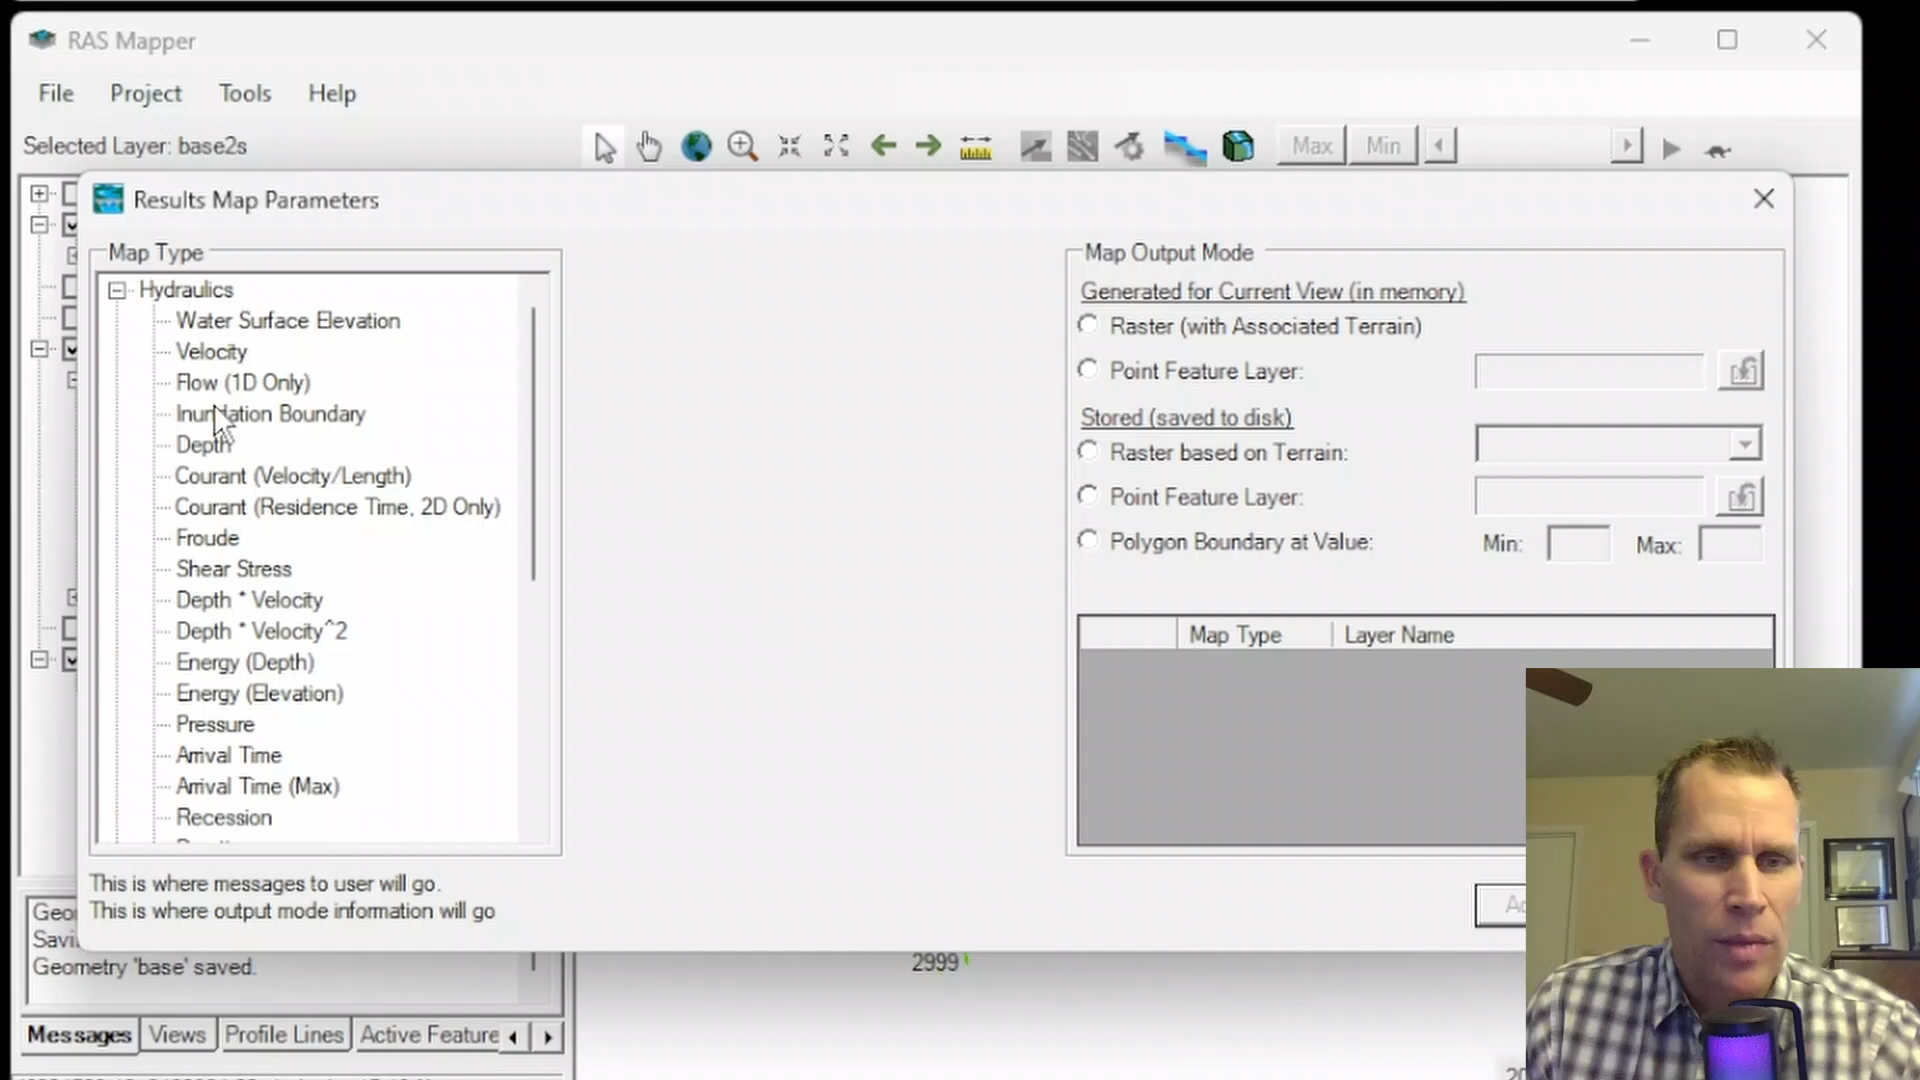 RAS Mapper
File Project Tools Help
Selected Layer: base2s
Max Min
Results Map Parameters
Map Type
Hydraulics
Water Surface Elevation
Velocity
Flow (1D Only)
Inundation Boundary
Depth
Courant (Velocity/Length)
Courant (Residence Time, 2D Only)
Froude
Shear Stress
Depth * Velocity
Depth * Velocity^2
Energy (Depth)
Energy (Elevation)
Pressure
Arrival Time
Arrival Time (Max)
Recession
Map Output Mode
Generated for Current View (in memory)
Raster (with Associated Terrain)
Point Feature Layer:
Stored (saved to disk)
Raster based on Terrain:
Point Feature Layer:
Polygon Boundary at Value: Min: Max:
Map Type Layer Name
This is where messages to user will go.
This is where output mode information will go
Geo
Savi
Geometry 'base' saved.
2999
Messages Views Profile Lines Active Feature